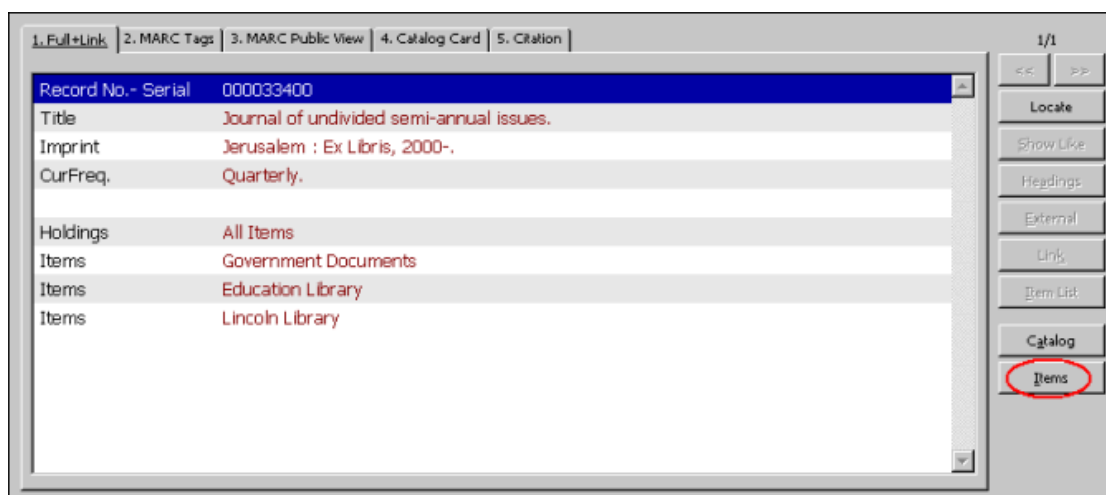 1. Full+Link 2. MARC Tags 3. MARC Public View 4. Catalog Card 5. Citation
1/1
<< >>
Record No.- Serial 000033400
Title Journal of undivided semi-annual issues.
Imprint Jerusalem : Ex Libris, 2000-.
CurFreq. Quarterly.
Holdings All Items
Items Government Documents
Items Education Library
Items Lincoln Library
Locate
Show Like
Headings
External
Link
Item List
Catalog
Items